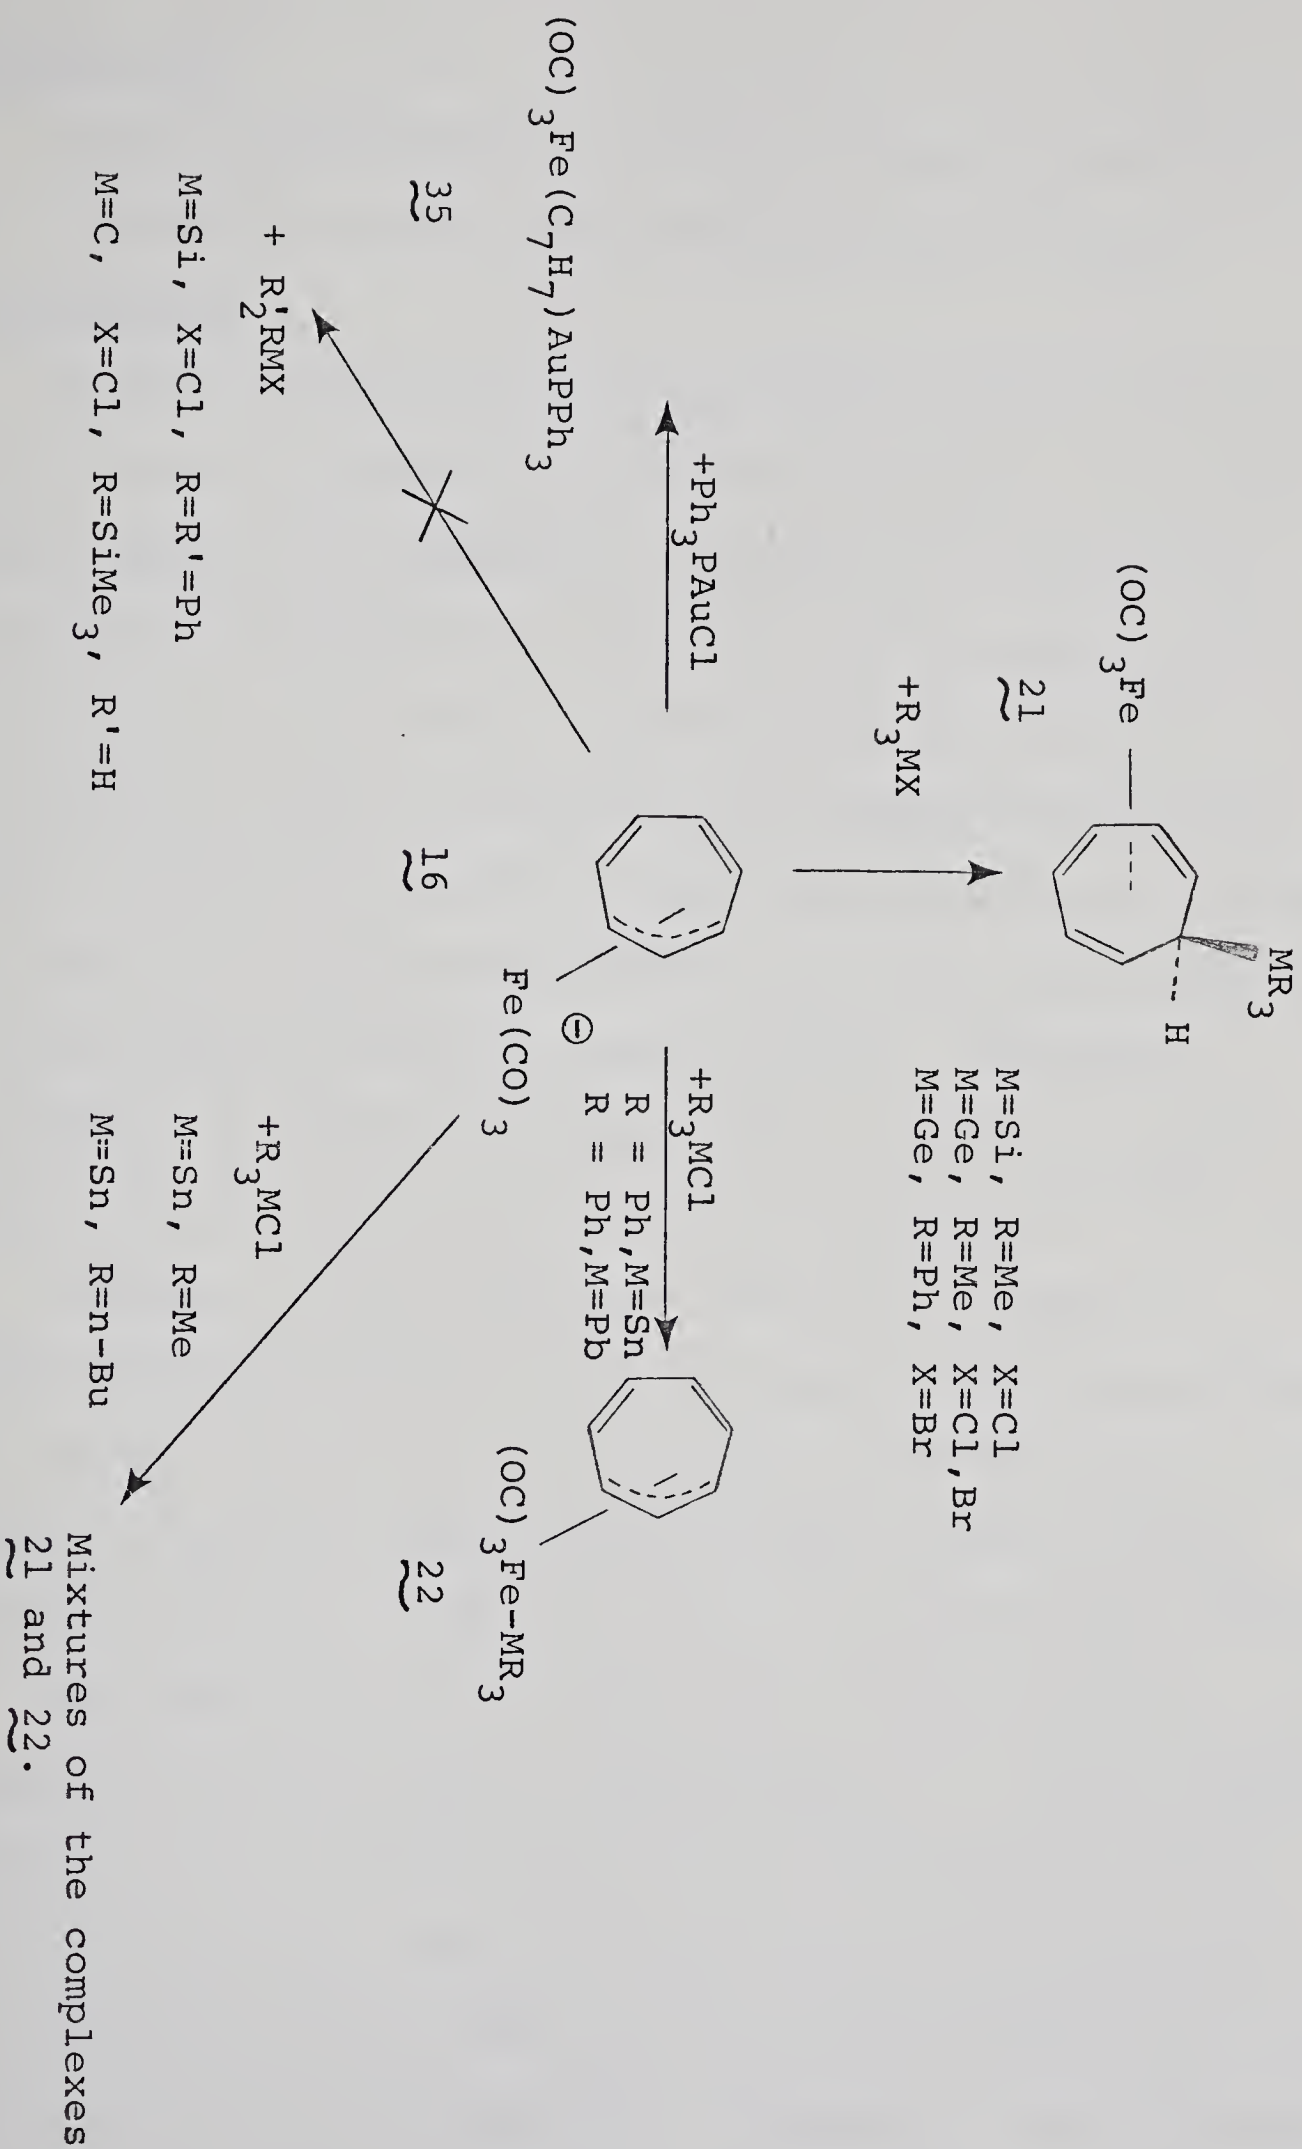 MR3
H
(OC)3Fe
21
M=Si, R=Me, X=Cl
M=Ge, R=Me, X=Cl,Br
M=Ge, R=Ph, X=Br
+R3MX
+Ph3PAuCl
(OC)3Fe(C7H7)AuPPh3
35
16
Fe(CO)3
⊖
+R3MCl
R = Ph,M=Sn
R = Ph,M=Pb
(OC)3Fe-MR3
22
+ R'2RMX
M=Si, X=Cl, R=R'=Ph
M=C, X=Cl, R=SiMe3, R'=H
+R3MCl
M=Sn, R=Me
M=Sn, R=n-Bu
Mixtures of the complexes
21 and 22.